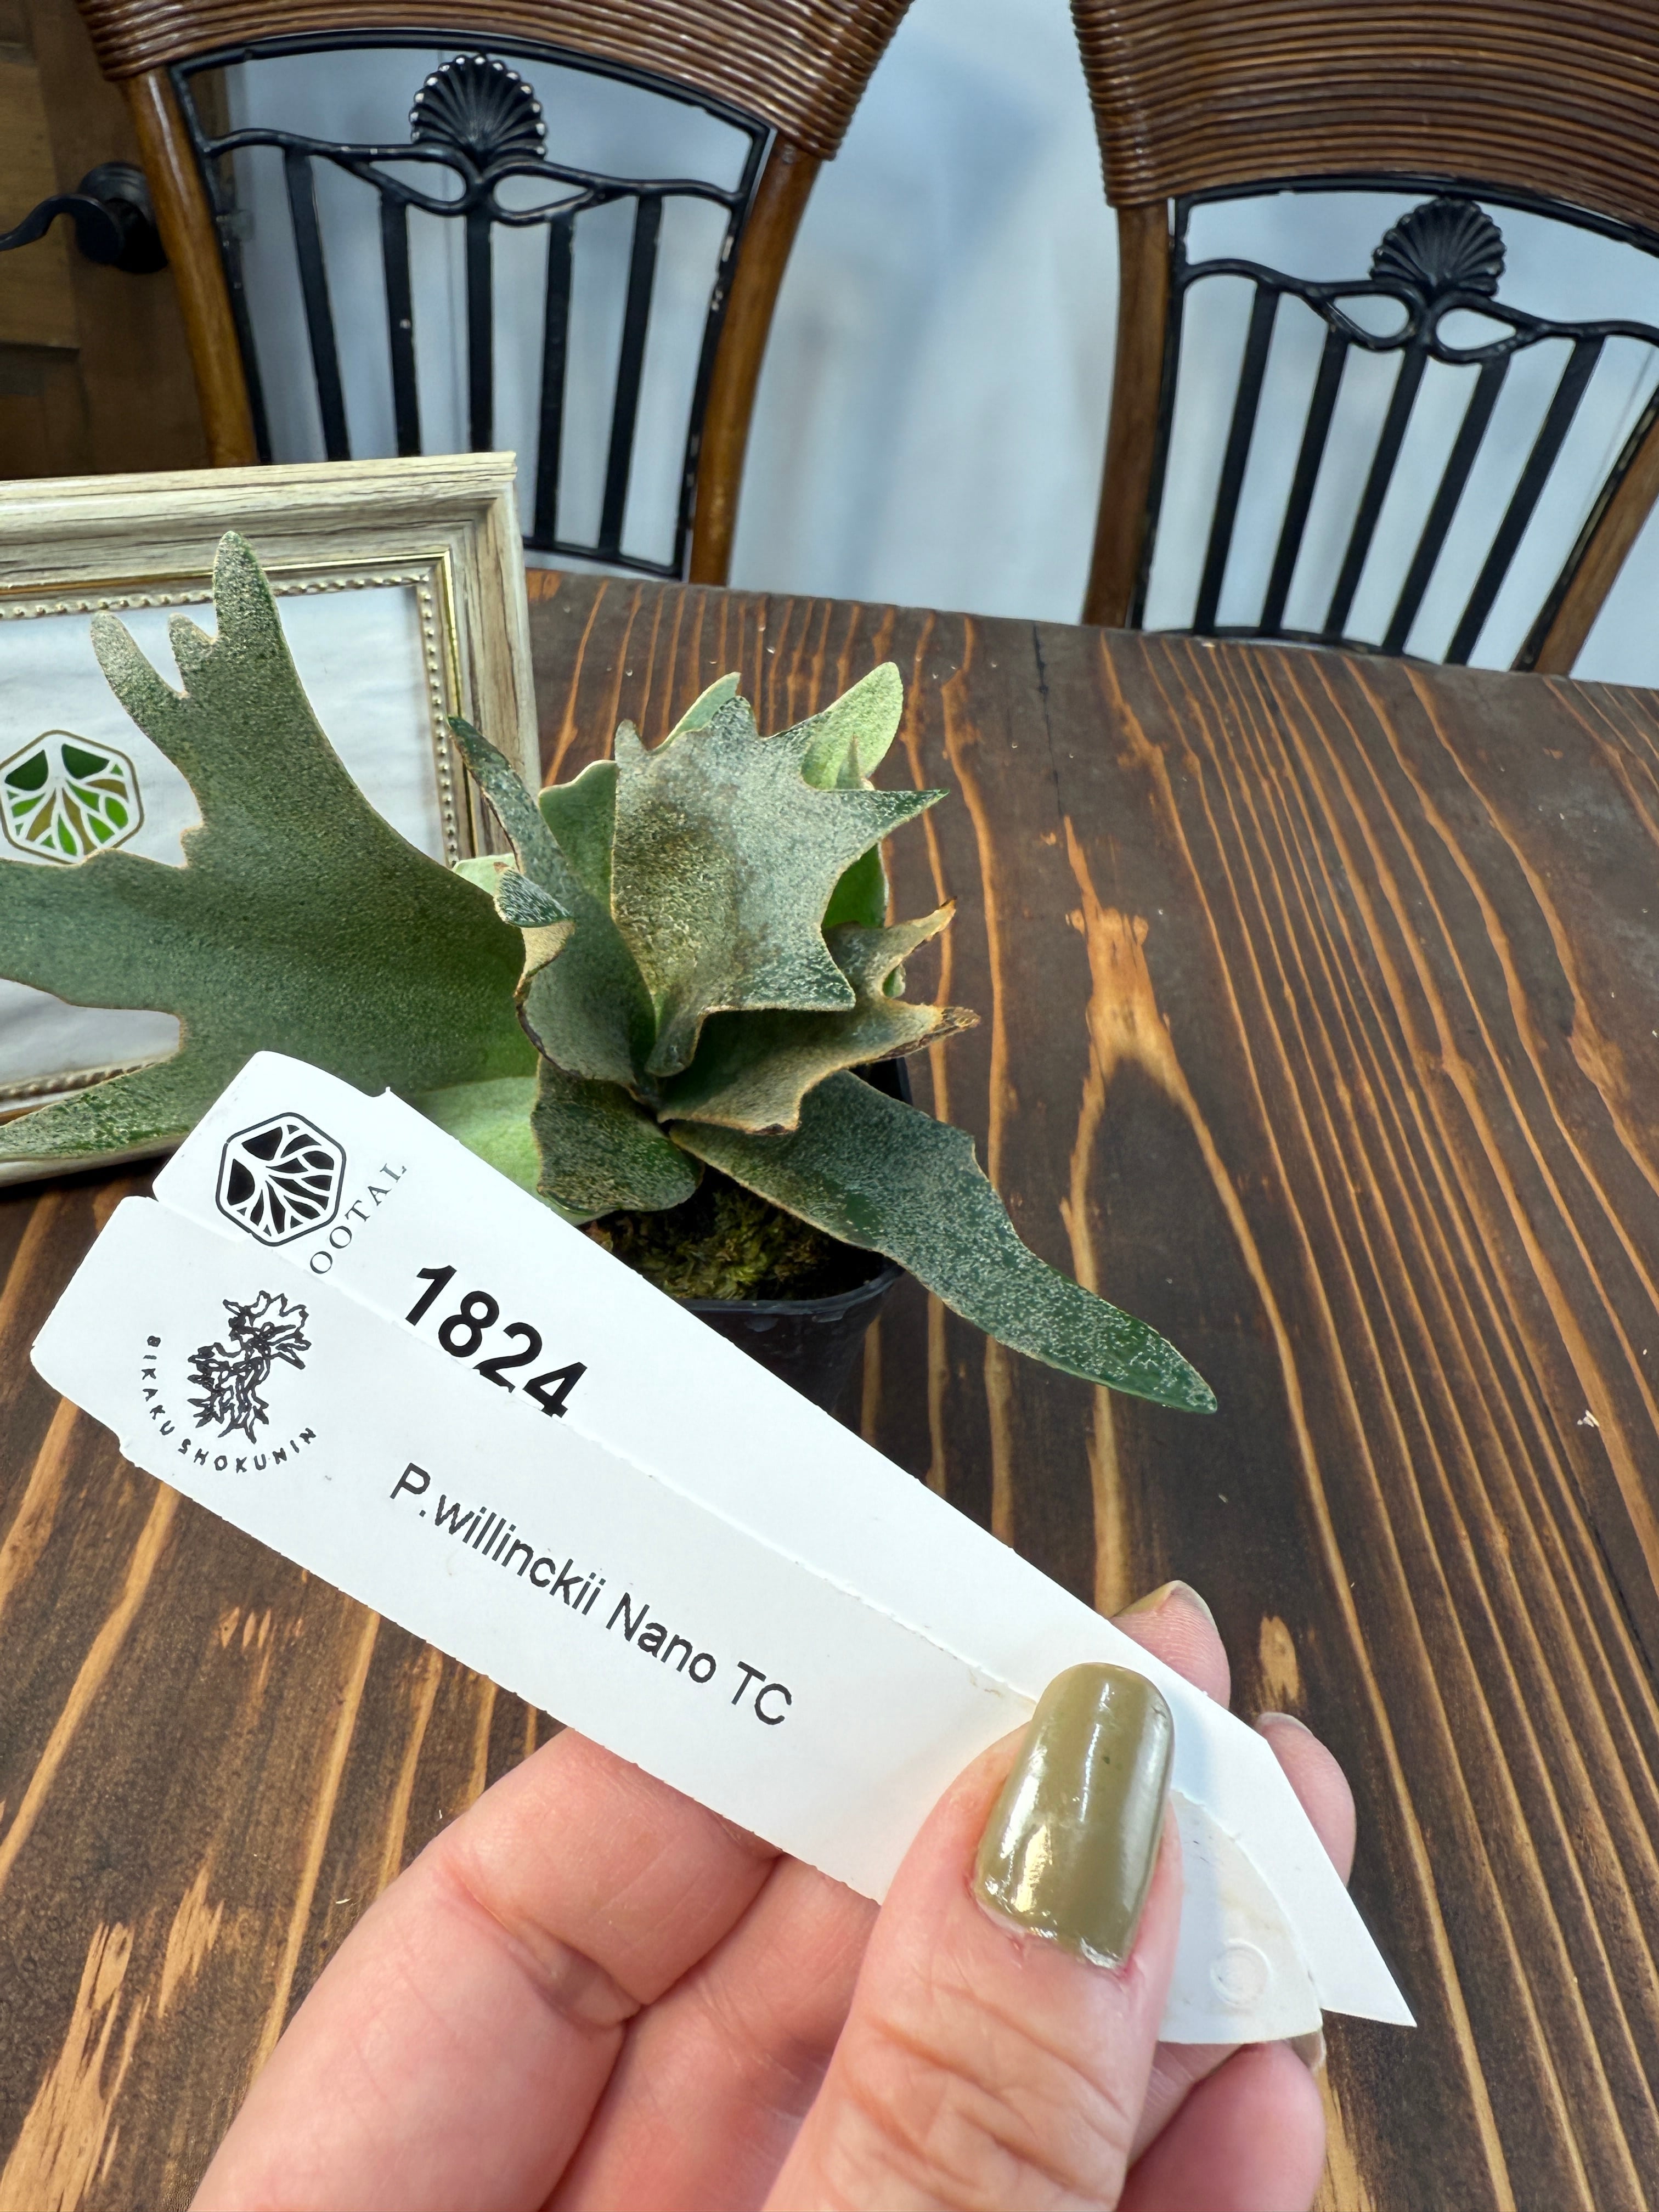 OOTAL
1824
BIKAKU SHOKUNIN
P.willinckii Nano TC